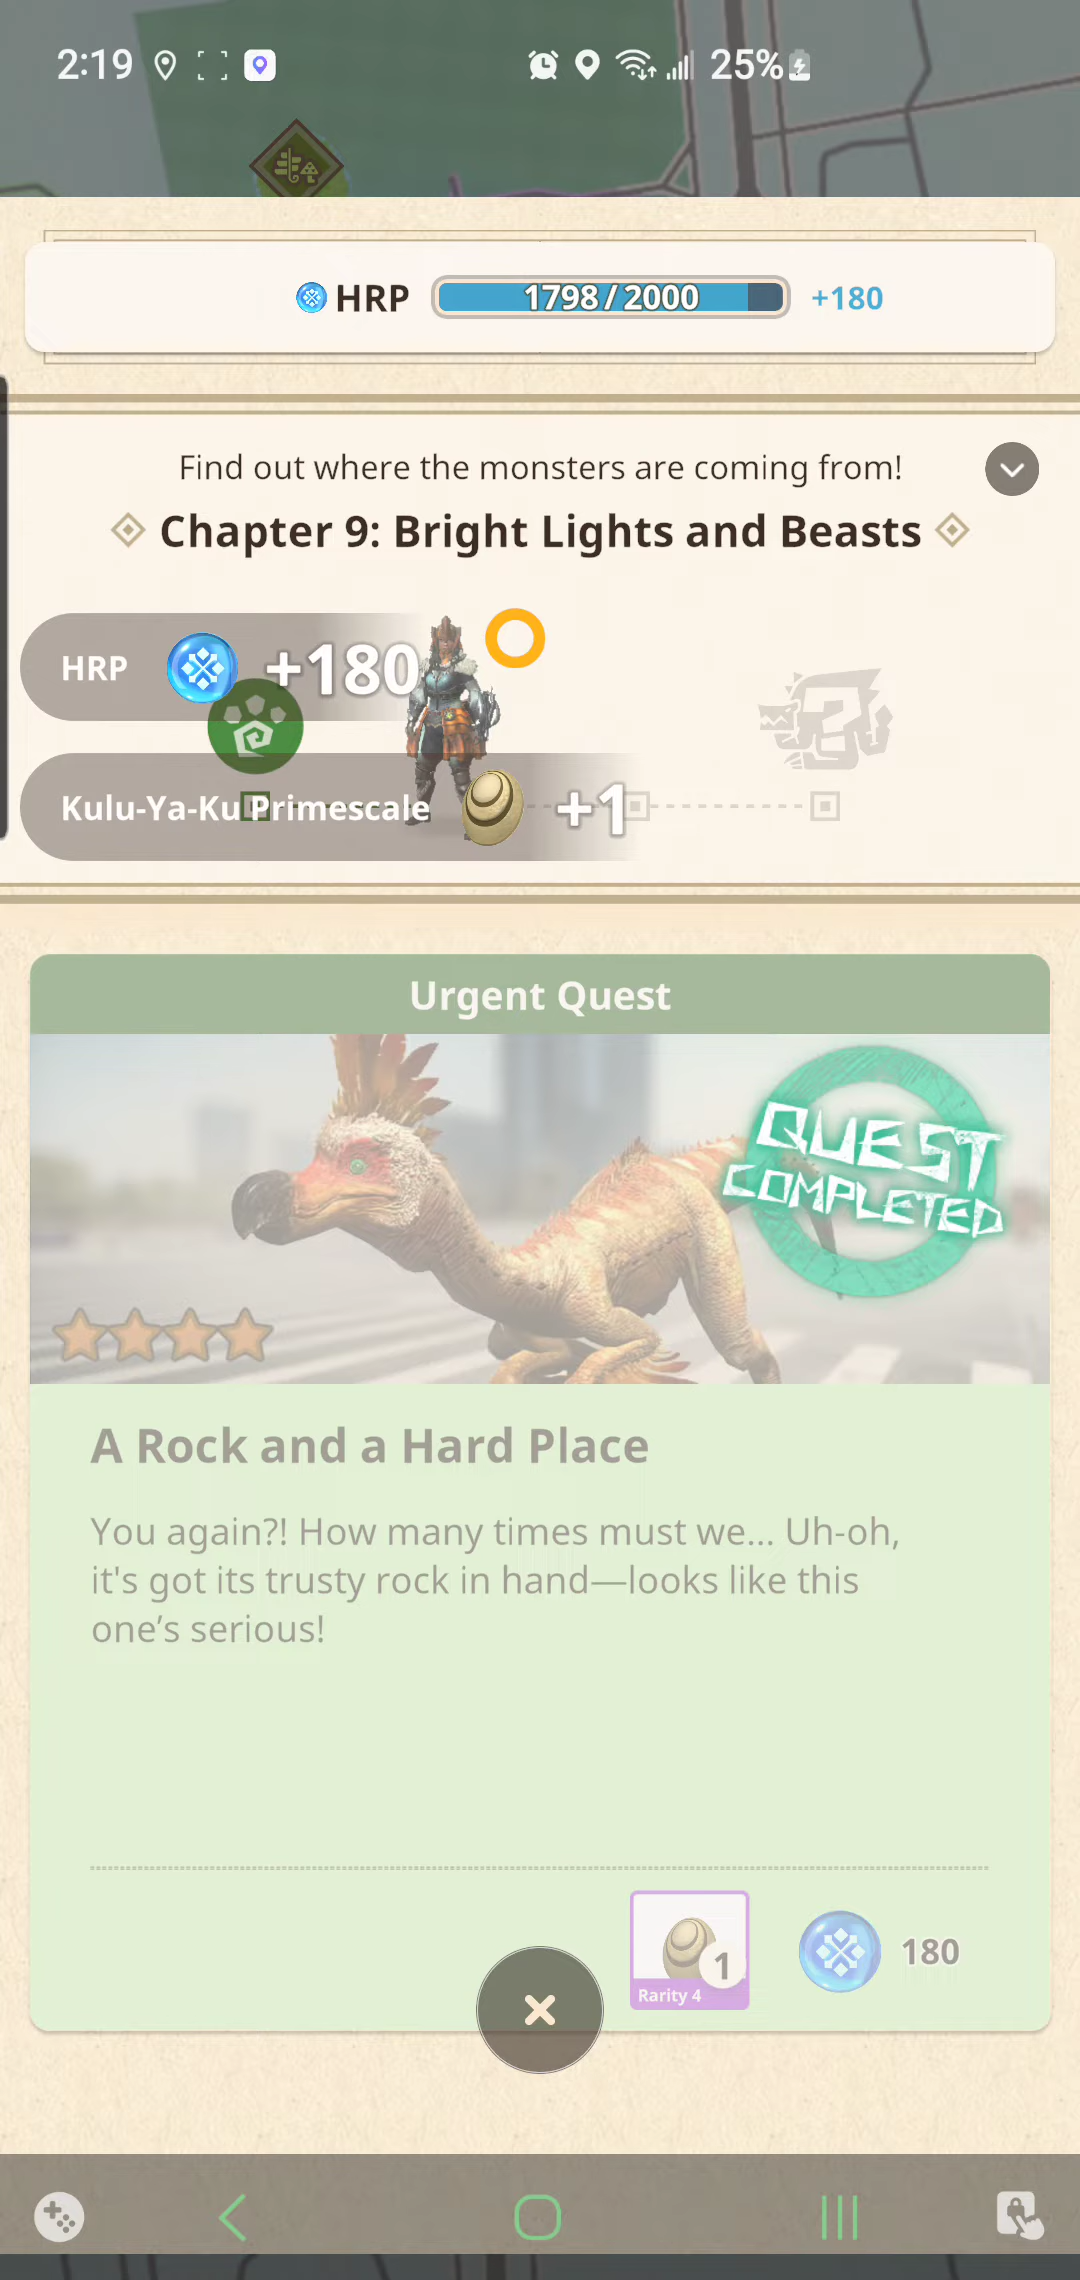 2:19
25%
HRP 1798/2000 +180
Find out where the monsters are coming from!
Chapter 9: Bright Lights and Beasts
HRP +180
Kulu-Ya-Ku Primescale +1
Urgent Quest
QUEST
COMPLETED
A Rock and a Hard Place
You again?! How many times must we... Uh-oh,
it's got its trusty rock in hand—looks like this
one’s serious!
1
Rarity 4
180